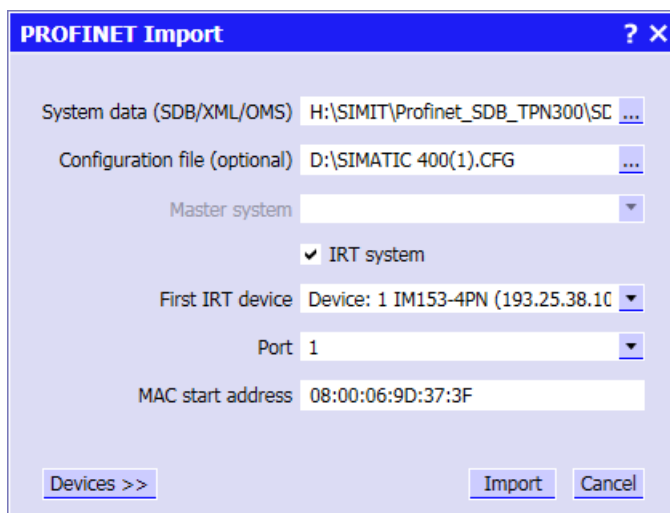 PROFINET Import ? ×
System data (SDB/XML/OMS) H:\SIMIT\Profinet_SDB_TPN300\SD ...
Configuration file (optional) D:\SIMATIC 400(1).CFG ...
Master system
✔ IRT system
First IRT device Device: 1 IM153-4PN (193.25.38.10
Port 1
MAC start address 08:00:06:9D:37:3F
Devices >> Import Cancel